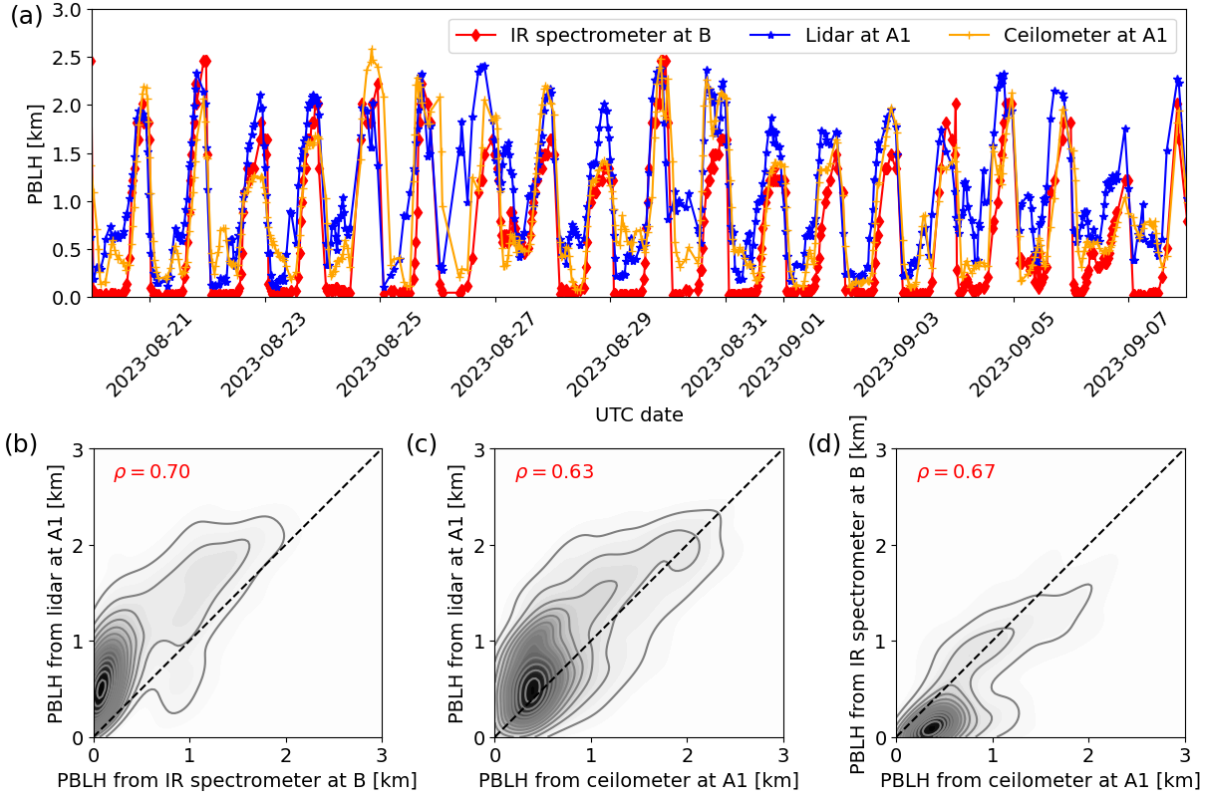 (a)
3.0
2.5
2.0
1.5
1.0
0.5
0.0
PBLH [km]
IR spectrometer at B
Lidar at A1
Ceilometer at A1
2023-08-21
2023-08-23
2023-08-25
2023-08-27
2023-08-29
2023-08-31
2023-09-01
2023-09-03
2023-09-05
2023-09-07
UTC date
(b)
ρ = 0.70
3
2
1
0
PBLH from lidar at A1 [km]
0 1 2 3
PBLH from IR spectrometer at B [km]
(c)
ρ = 0.63
3
2
1
0
PBLH from lidar at A1 [km]
0 1 2 3
PBLH from ceilometer at A1 [km]
(d)
ρ = 0.67
3
2
1
0
PBLH from IR spectrometer at B [km]
0 1 2 3
PBLH from ceilometer at A1 [km]